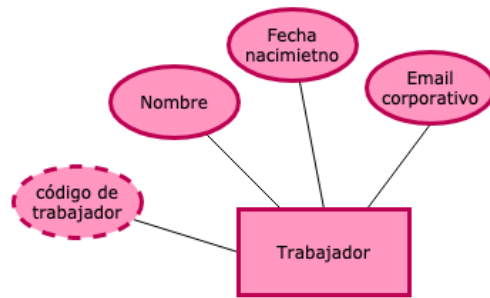 Fecha
nacimietno
Email
corporativo
Nombre
código de
trabajador
Trabajador